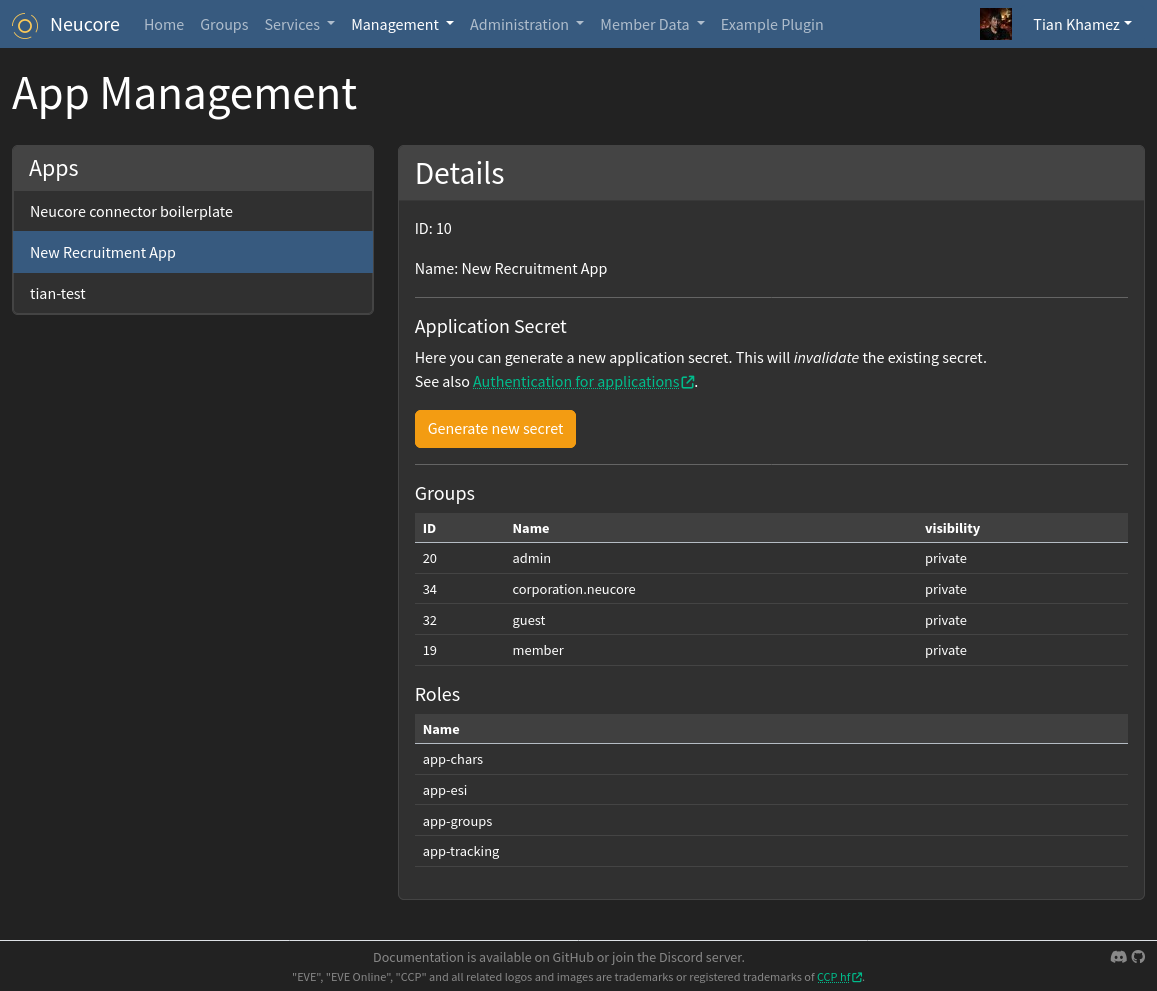 Neucore Home Groups Services Management Administration Member Data Example Plugin Tian Khamez
App Management
Apps
Neucore connector boilerplate
New Recruitment App
tian-test
Details
ID: 10
Name: New Recruitment App
Application Secret
Here you can generate a new application secret. This will invalidate the existing secret.
See also Authentication for applications.
Generate new secret
Groups
ID Name visibility
20 admin private
34 corporation.neucore private
32 guest private
19 member private
Roles
Name
app-chars
app-esi
app-groups
app-tracking
Documentation is available on GitHub or join the Discord server.
"EVE", "EVE Online", "CCP" and all related logos and images are trademarks or registered trademarks of CCP hf.